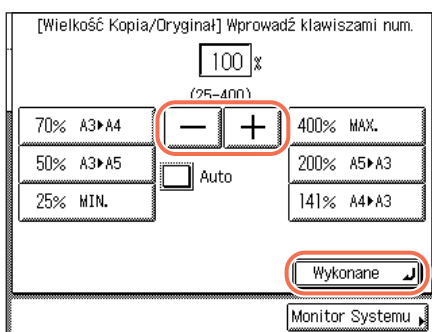 [Wielkość Kopia/Oryginał] Wprowadź klawiszami num.
100 %
(25-400)
70% A3▶A4 − + 400% MAX.
50% A3▶A5 Auto 200% A5▶A3
25% MIN. 141% A4▶A3
Wykonane
Monitor Systemu